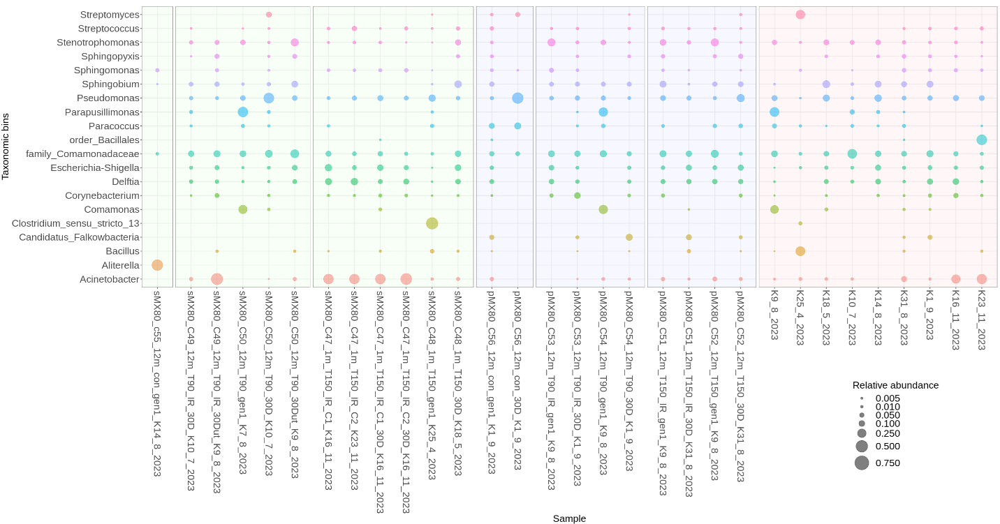 Taxonomic bins
Streptomyces
Streptococcus
Stenotrophomonas
Sphingopyxis
Sphingomonas
Sphingobium
Pseudomonas
Parapusillimonas
Paracoccus
order_Bacillales
family_Comamonadaceae
Escherichia-Shigella
Delftia
Corynebacterium
Comamonas
Clostridium_sensu_stricto_13
Candidatus_Falkowbacteria
Bacillus
Aliterella
Acinetobacter
sMX80_c55_12m_con_gen1_K14_8_2023
sMX80_C49_12m_T90_IR_30D_K10_7_2023
sMX80_C49_12m_T90_IR_30Dut_K9_8_2023
sMX80_C50_12m_T90_gen1_K7_8_2023
sMX80_C50_12m_T90_30D_K10_7_2023
sMX80_C50_12m_T90_30Dut_K9_8_2023
sMX80_C47_1m_T150_IR_C1_K16_11_2023
sMX80_C47_1m_T150_IR_C2_K23_11_2023
sMX80_C47_1m_T150_IR_C1_30D_K16_11_2023
sMX80_C47_1m_T150_IR_C2_30D_K16_11_2023
sMX80_C48_1m_T150_gen1_K25_4_2023
sMX80_C48_1m_T150_30D_K18_5_2023
pMX80_C56_12m_con_gen1_K1_9_2023
pMX80_C56_12m_con_30D_K1_9_2023
pMX80_C53_12m_T90_IR_gen1_K9_8_2023
pMX80_C53_12m_T90_IR_30D_K1_9_2023
pMX80_C54_12m_T90_gen1_K9_8_2023
pMX80_C54_12m_T90_30D_K1_9_2023
pMX80_C51_12m_T150_IR_gen1_K9_8_2023
pMX80_C51_12m_T150_IR_30D_K31_8_2023
pMX80_C52_12m_T150_gen1_K9_8_2023
pMX80_C52_12m_T150_30D_K31_8_2023
K9_8_2023
K25_4_2023
K18_5_2023
K10_7_2023
K14_8_2023
K31_8_2023
K1_9_2023
K16_11_2023
K23_11_2023
Relative abundance
0.005
0.010
0.050
0.100
0.250
0.500
0.750
Sample